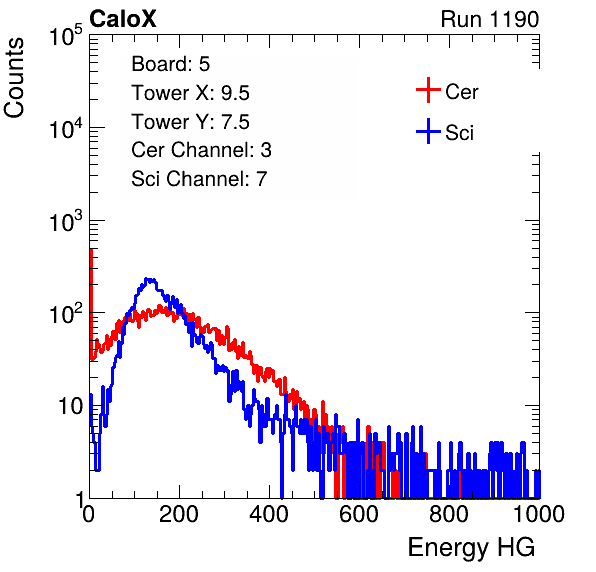 CaloX Run 1190
Counts
10^5
10^4
10^3
10^2
10
1
Board: 5
Tower X: 9.5
Tower Y: 7.5
Cer Channel: 3
Sci Channel: 7
Cer
Sci
0 200 400 600 800 1000
Energy HG